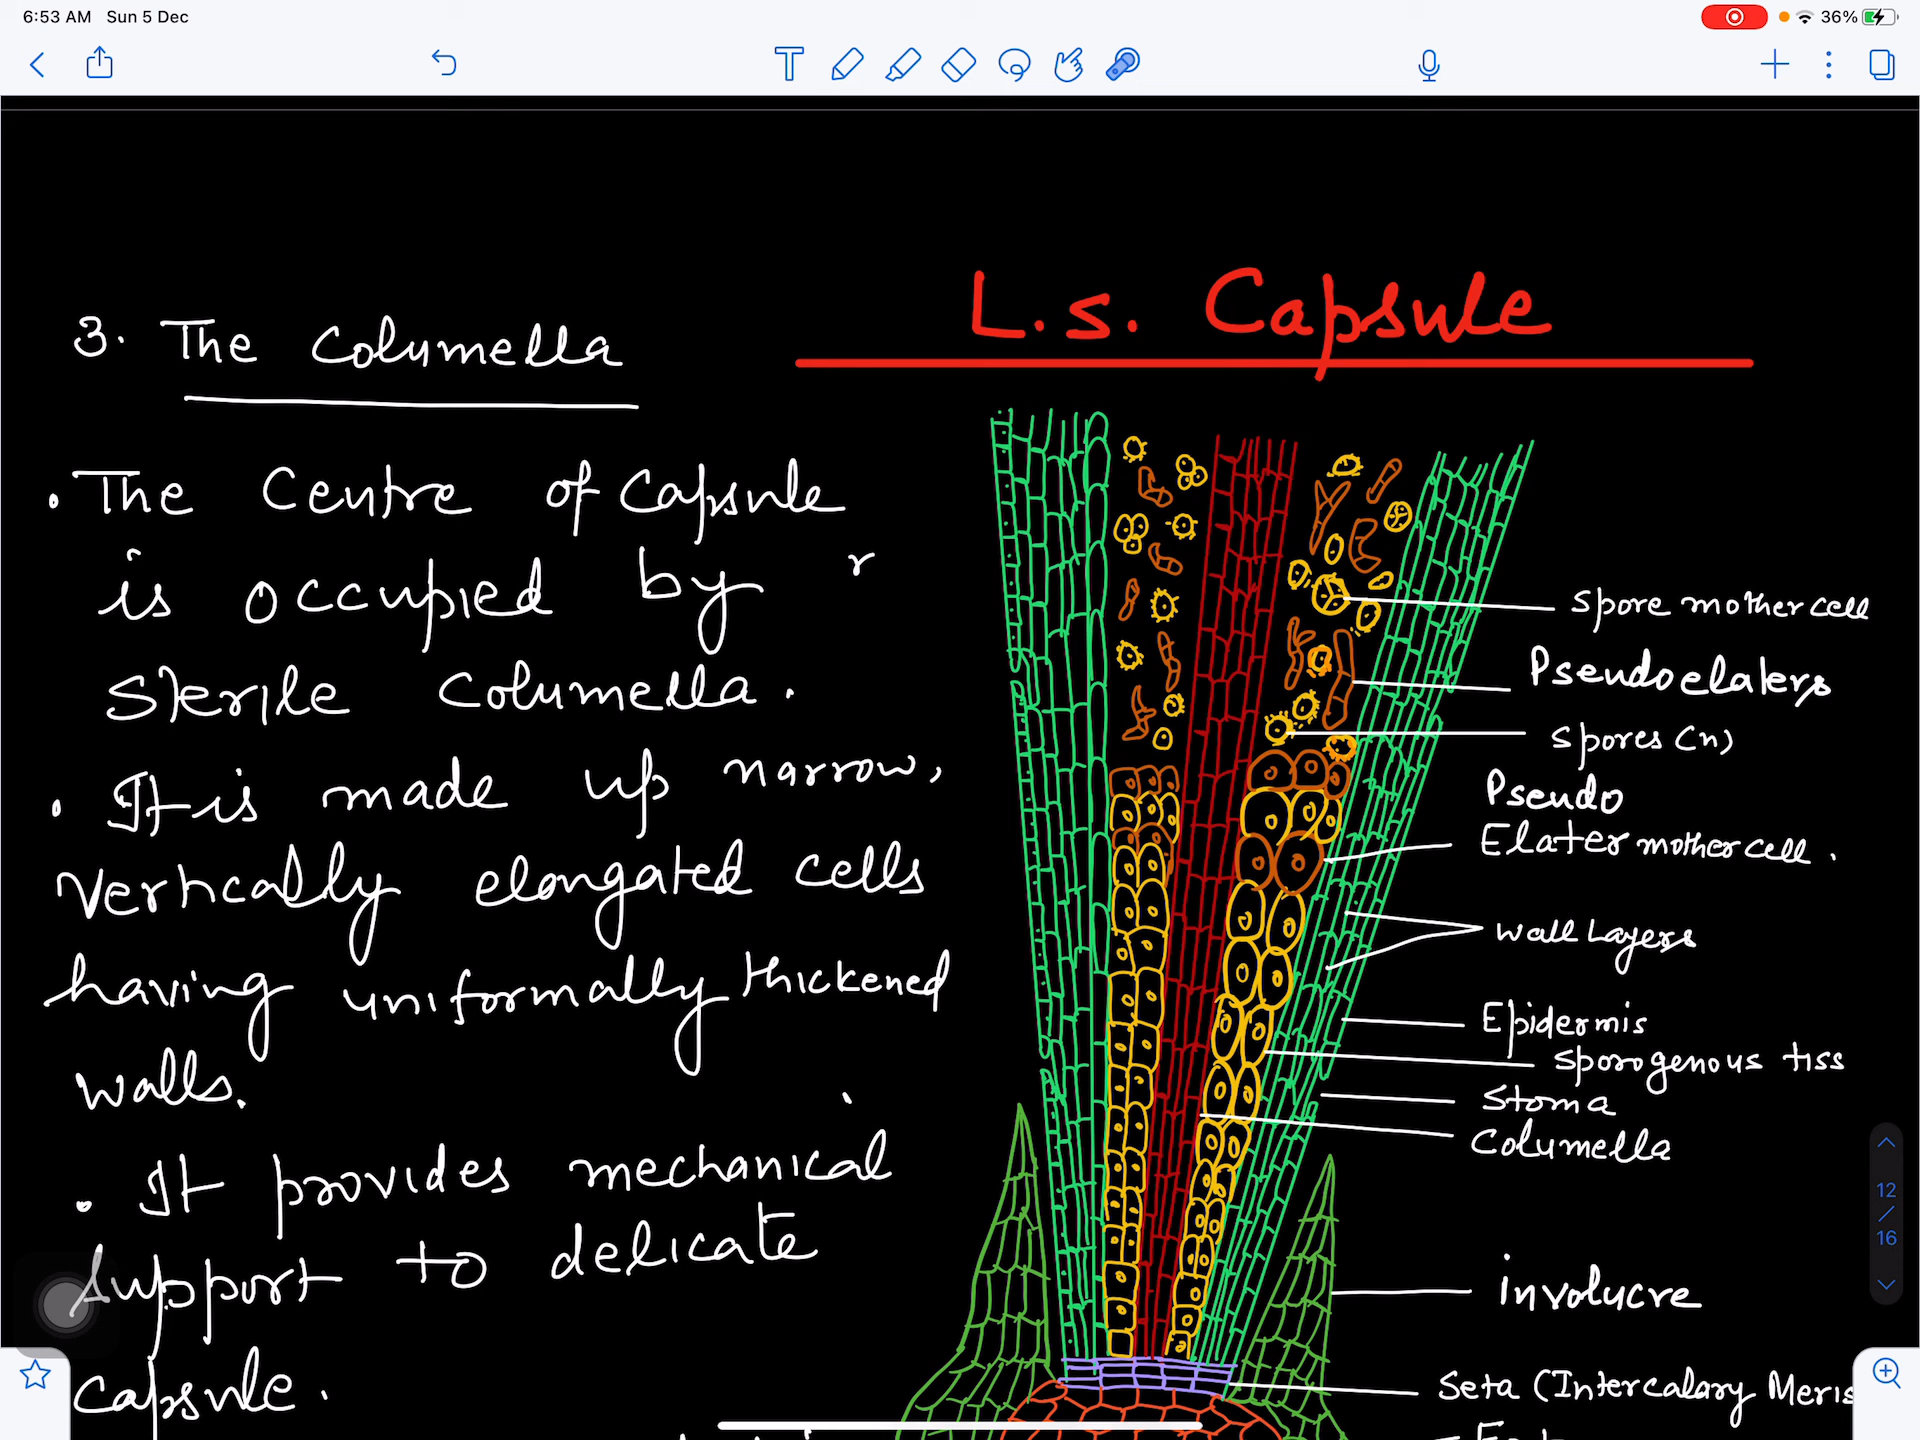 6:53 AM Sun 5 Dec
36%
L.s. Capsule
3. The Columella
. The Centre of Capsule
is occupied by r
sterile Columella.
. It is made up narrow,
vertically elongated cells
having uniformally thickened
walls.
. It provides mechanical
support to delicate
capsule.
Spore mother cell
Pseudoelaters
Spores (n)
Pseudo
Elater mother cell.
wall Layers
Epidermis
Sporogenous tiss
Stoma
Columella
involucre
Seta (Intercalary Meris
12
/
16